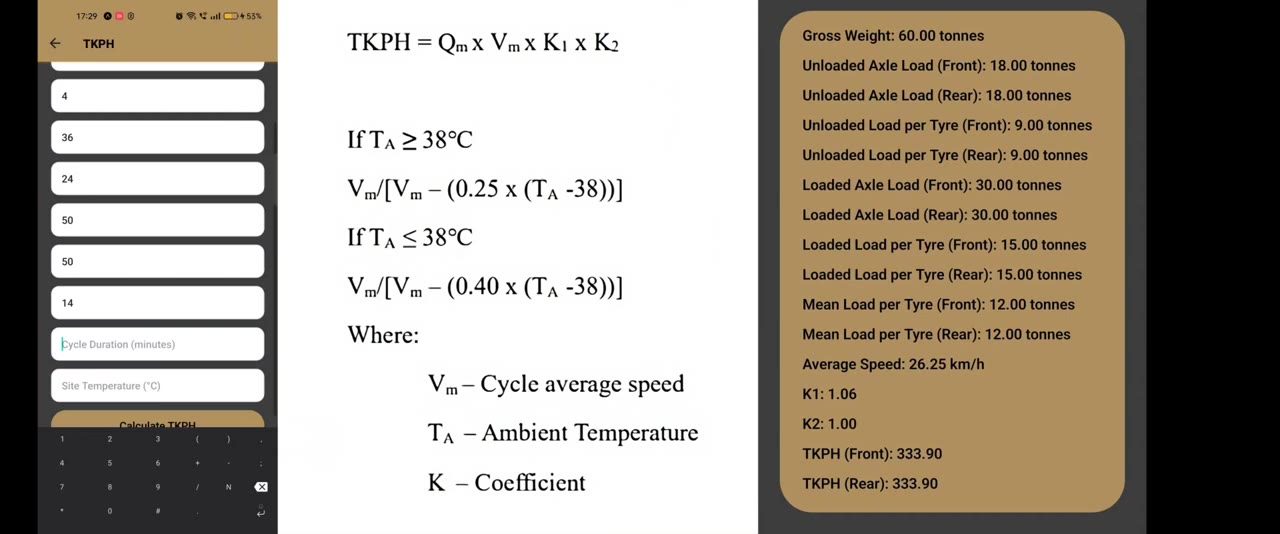 17:29
53%
TKPH
4
36
24
50
50
14
Cycle Duration (minutes)
Site Temperature (°C)
Calculate TKPH
1 2 3 ( ) ,
4 5 6 + - ;
7 8 9 / N
* 0 # .
TKPH = Qm x Vm x K1 x K2
If TA ≥ 38°C
Vm/[Vm – (0.25 x (TA -38))]
If TA ≤ 38°C
Vm/[Vm – (0.40 x (TA -38))]
Where:
Vm – Cycle average speed
TA – Ambient Temperature
K – Coefficient
Gross Weight: 60.00 tonnes
Unloaded Axle Load (Front): 18.00 tonnes
Unloaded Axle Load (Rear): 18.00 tonnes
Unloaded Load per Tyre (Front): 9.00 tonnes
Unloaded Load per Tyre (Rear): 9.00 tonnes
Loaded Axle Load (Front): 30.00 tonnes
Loaded Axle Load (Rear): 30.00 tonnes
Loaded Load per Tyre (Front): 15.00 tonnes
Loaded Load per Tyre (Rear): 15.00 tonnes
Mean Load per Tyre (Front): 12.00 tonnes
Mean Load per Tyre (Rear): 12.00 tonnes
Average Speed: 26.25 km/h
K1: 1.06
K2: 1.00
TKPH (Front): 333.90
TKPH (Rear): 333.90